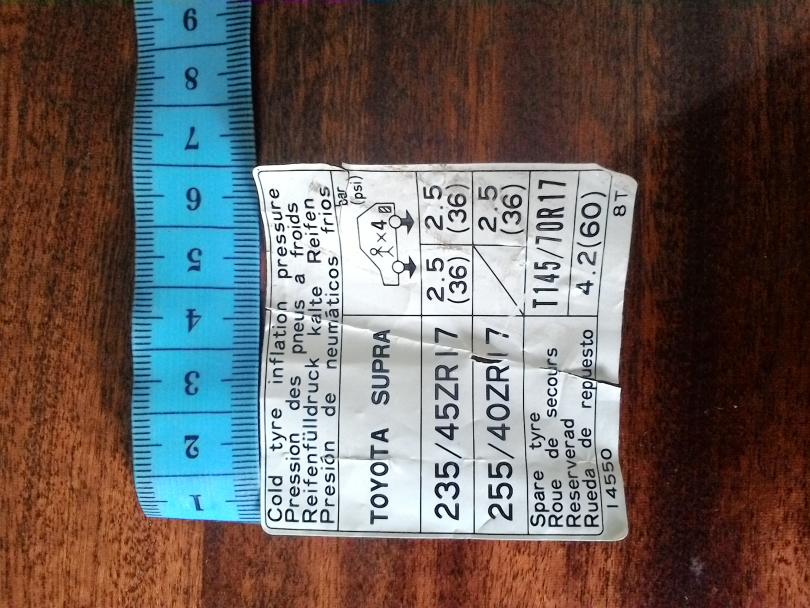 Cold tyre inflation pressure
Pression des pneus a froids
Reifenfülldruck kalte Reifen
Presión de neumáticos frios
bar
(psi)
TOYOTA SUPRA
×4
235/45ZR17 2.5 (36) 2.5 (36)
255/40ZR17 2.5 (36)
Spare tyre
Roue de secours
Reserverad
Rueda de repuesto
T145/70R17
4.2(60)
14550 8T
1 2 3 4 5 6 7 8 9